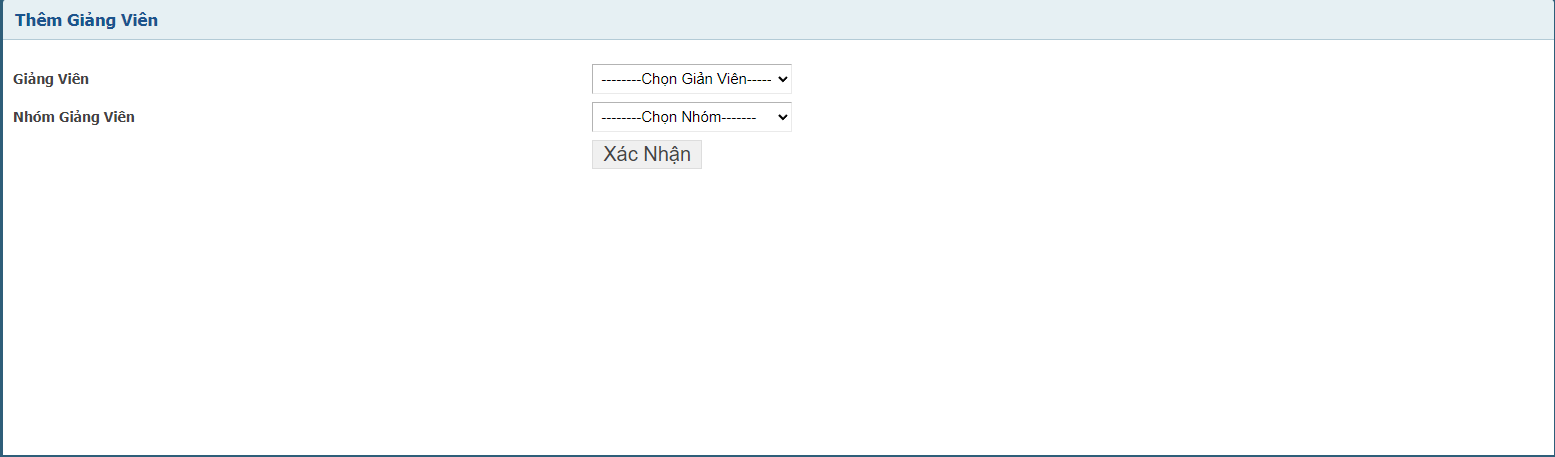 Thêm Giảng Viên
Giảng Viên --------Chọn Giản Viên-----
Nhóm Giảng Viên --------Chọn Nhóm-------
Xác Nhận